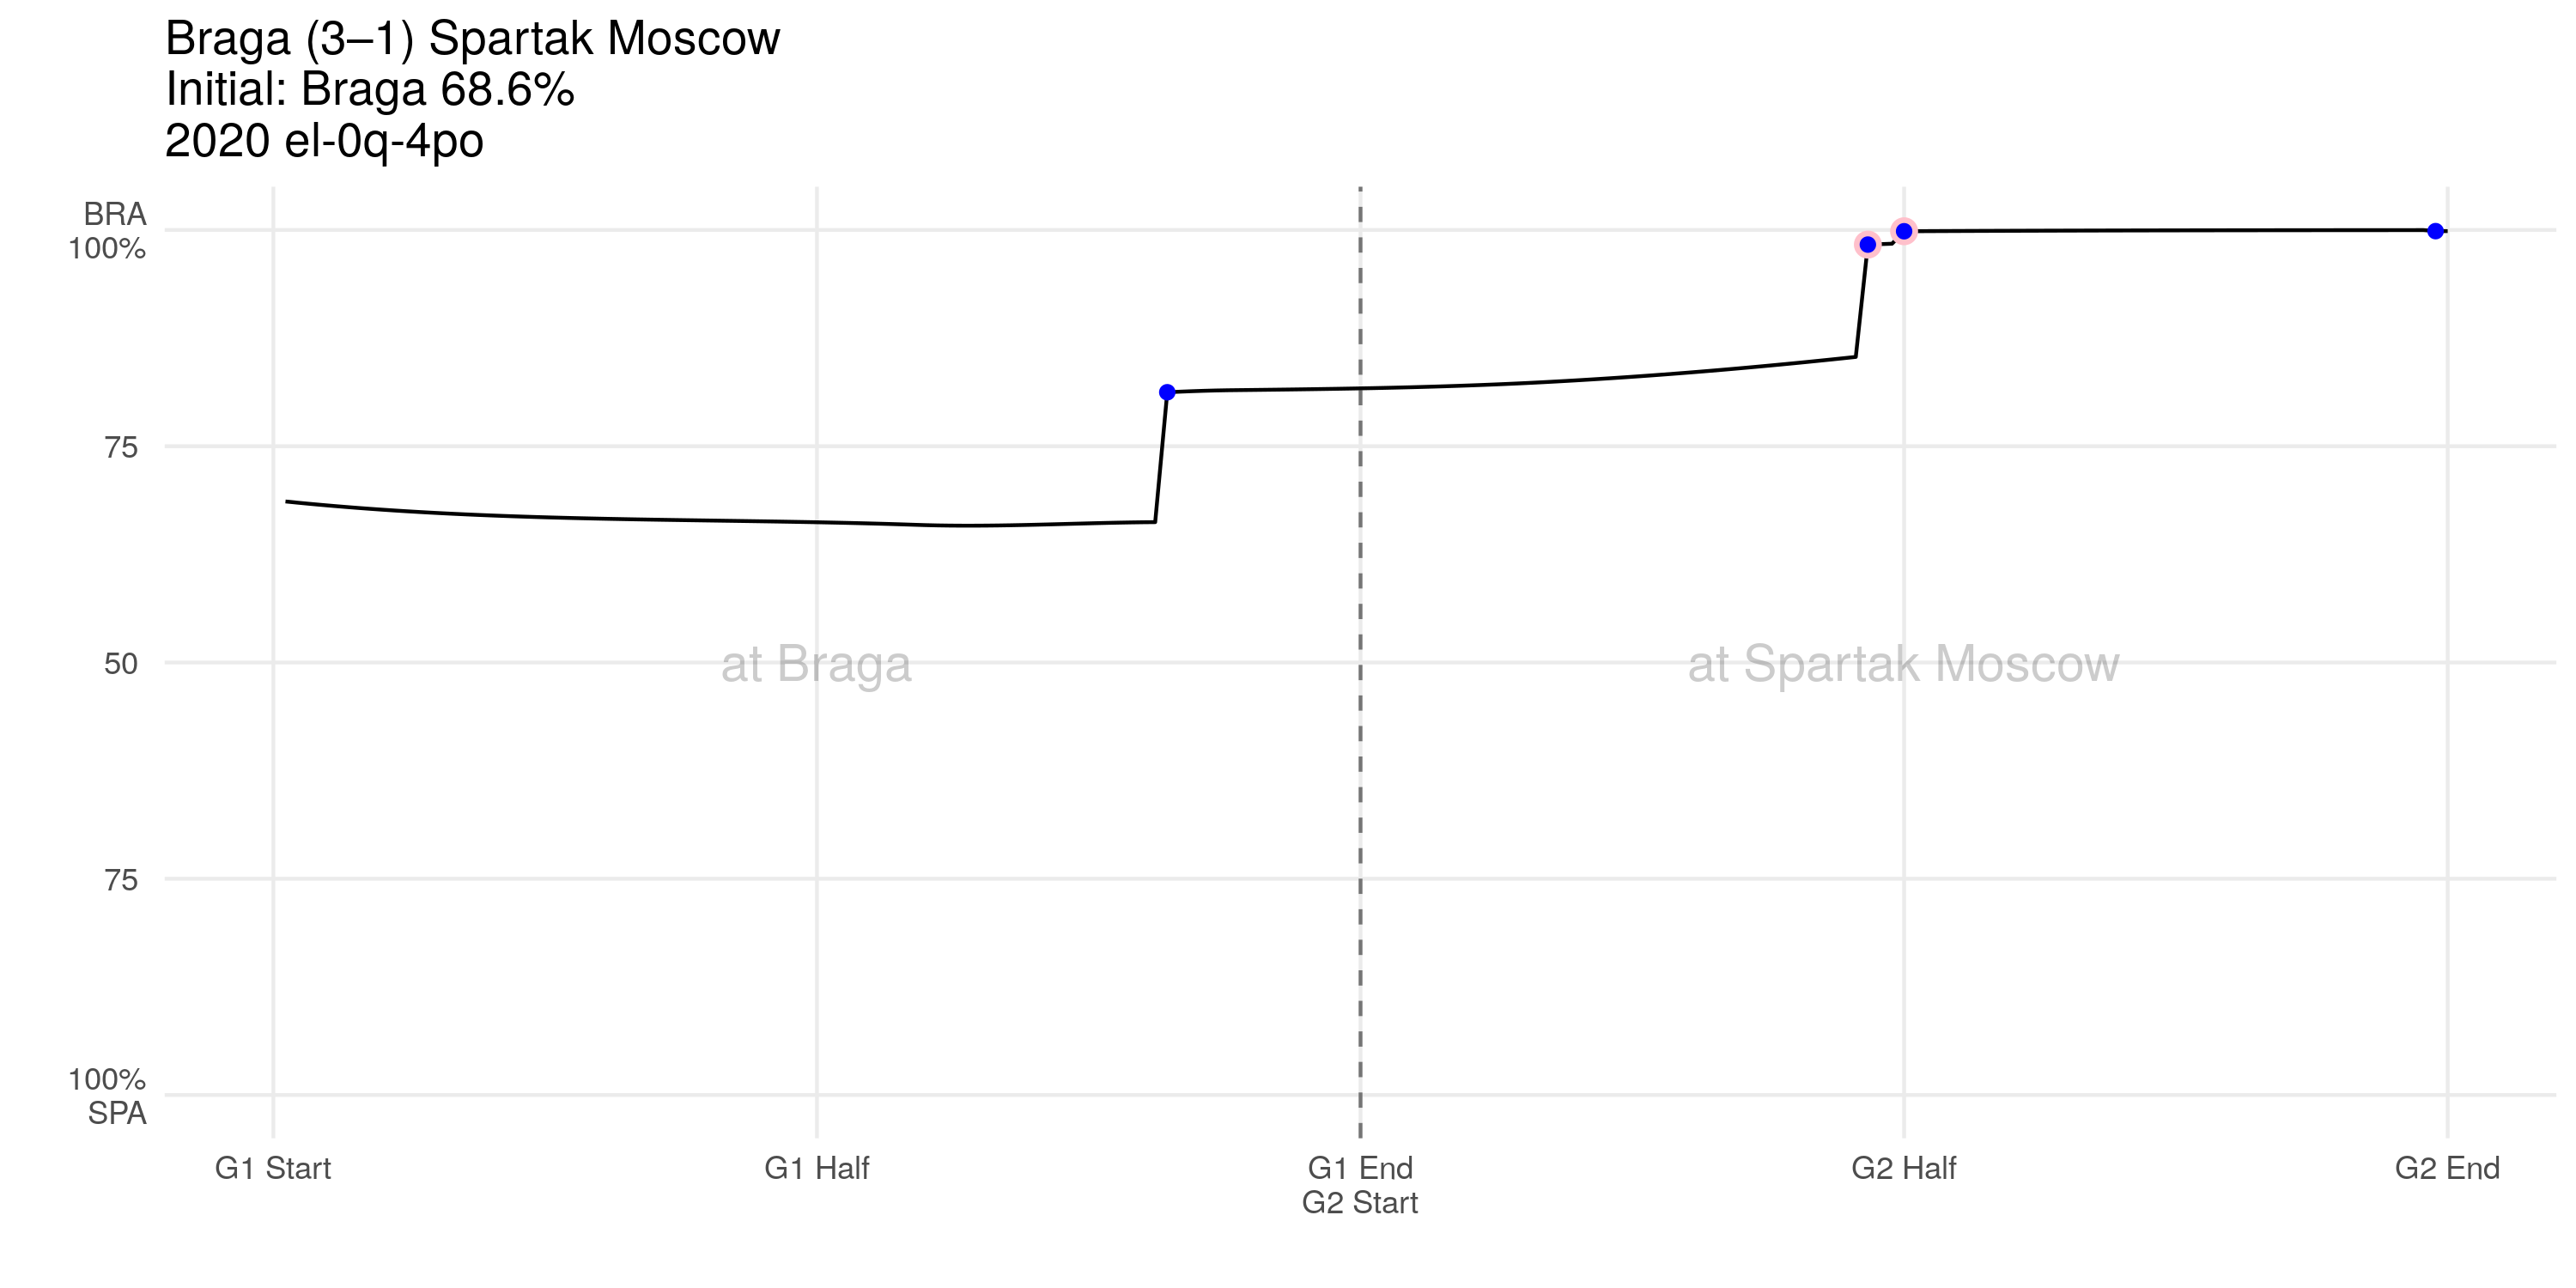 Braga (3–1) Spartak Moscow
Initial: Braga 68.6%
2020 el-0q-4po
BRA
100%
75
50
75
100%
SPA
at Braga
at Spartak Moscow
G1 Start
G1 Half
G1 End
G2 Start
G2 Half
G2 End